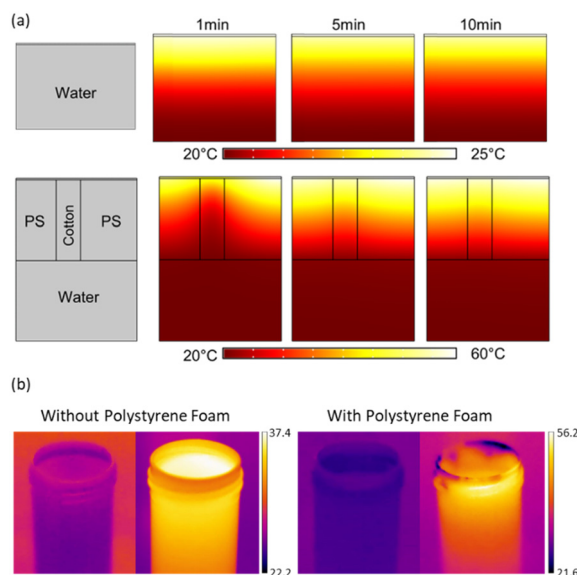 (a)
1min 5min 10min
Water
20°C 25°C
PS Cotton PS
Water
20°C 60°C
(b)
Without Polystyrene Foam With Polystyrene Foam
37.4 56.2
22.2 21.6